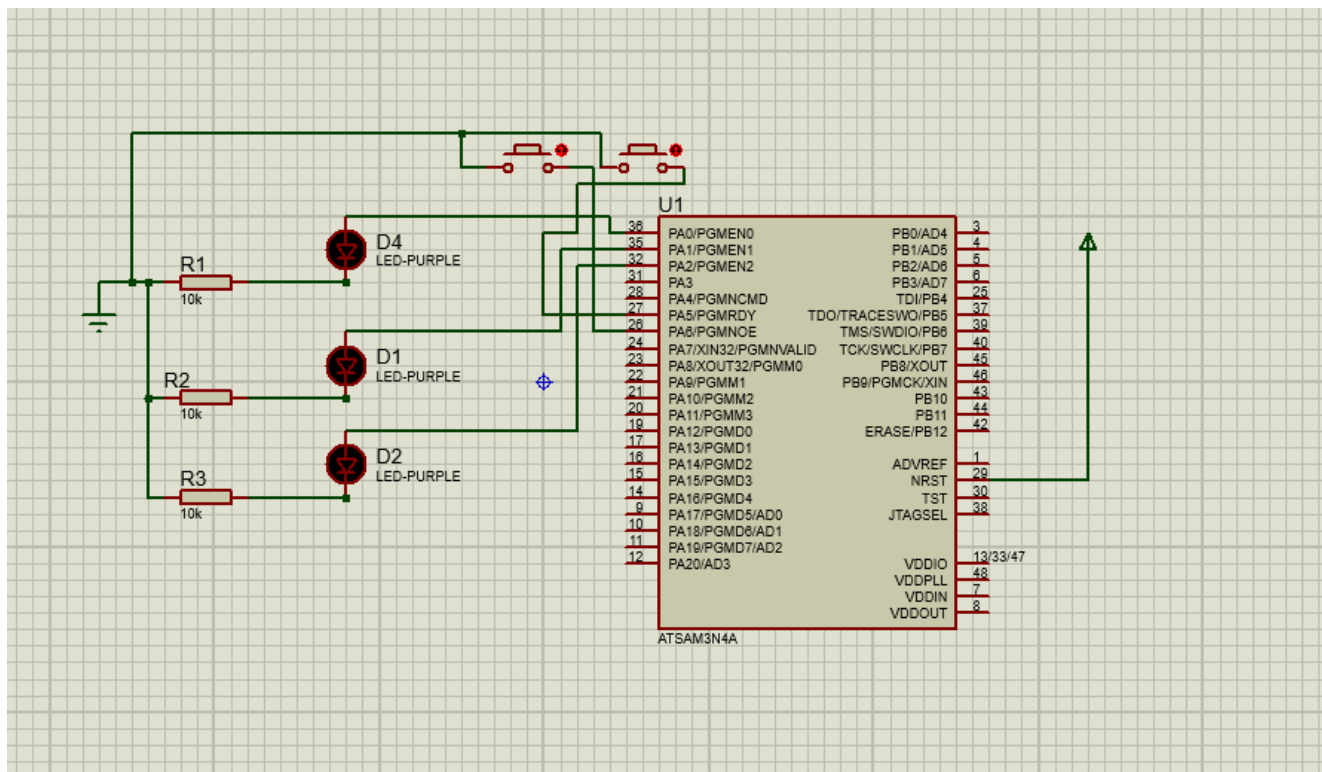 U1
D4
LED-PURPLE
R1
10k
D1
LED-PURPLE
R2
10k
D2
LED-PURPLE
R3
10k
36 PA0/PGMEN0
35 PA1/PGMEN1
32 PA2/PGMEN2
31 PA3
28 PA4/PGMNCMD
27 PA5/PGMRDY
26 PA6/PGMNOE
24 PA7/XIN32/PGMNVALID
23 PA8/XOUT32/PGMM0
22 PA9/PGMM1
21 PA10/PGMM2
20 PA11/PGMM3
19 PA12/PGMD0
17 PA13/PGMD1
16 PA14/PGMD2
15 PA15/PGMD3
14 PA16/PGMD4
9 PA17/PGMD5/AD0
10 PA18/PGMD6/AD1
11 PA19/PGMD7/AD2
12 PA20/AD3
PB0/AD4 3
PB1/AD5 4
PB2/AD6 5
PB3/AD7 6
TDI/PB4 25
TDO/TRACESWO/PB5 37
TMS/SWDIO/PB6 39
TCK/SWCLK/PB7 40
PB8/XOUT 45
PB9/PGMCK/XIN 46
PB10 43
PB11 44
ERASE/PB12 42
ADVREF 1
NRST 29
TST 30
JTAGSEL 38
VDDIO 13/33/47
VDDPLL 48
VDDIN 7
VDDOUT 8
ATSAM3N4A